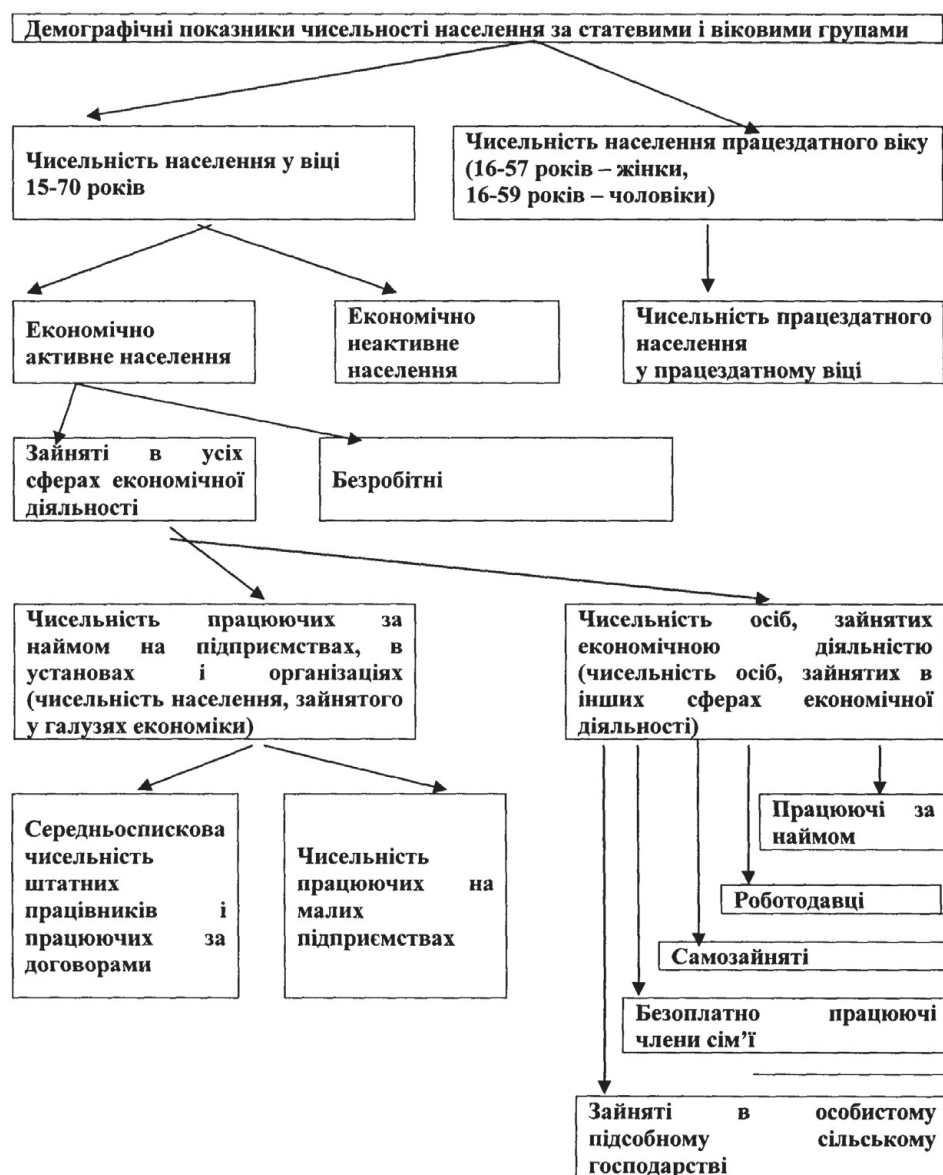 Демографічні показники чисельності населення за статевими і віковими групами
Чисельність населення у віці
15-70 років
Чисельність населення працездатного віку
(16-57 років – жінки,
16-59 років – чоловіки)
Економічно
активне населення
Економічно
неактивне
населення
Чисельність працездатного
населення
у працездатному віці
Зайняті в усіх
сферах економічної
діяльності
Безробітні
Чисельність працюючих за
наймом на підприємствах, в
установах і організаціях
(чисельність населення, зайнятого
у галузях економіки)
Чисельність осіб, зайнятих
економічною діяльністю
(чисельність осіб, зайнятих в
інших сферах економічної
діяльності)
Середньоспискова
чисельність
штатних
працівників і
працюючих за
договорами
Чисельність
працюючих на
малих
підприємствах
Працюючі за
наймом
Роботодавці
Самозайняті
Безоплатно працюючі
члени сім’ї
Зайняті в особистому
підсобному сільському
господарстві